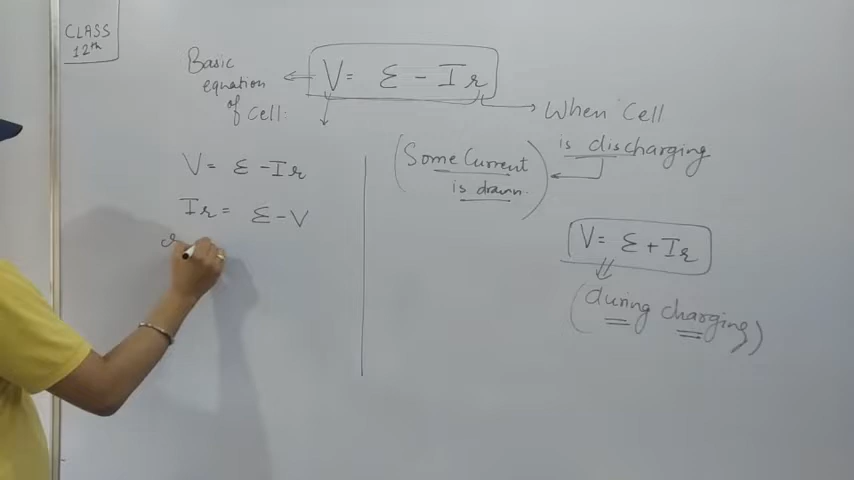 CLASS
12th
Basic
equation
of Cell.
V = ε - Ir
When Cell
is discharging
(Some Current
is drawn.)
V = ε - Ir
Ir = ε - V
V = ε + Ir
(during charging)